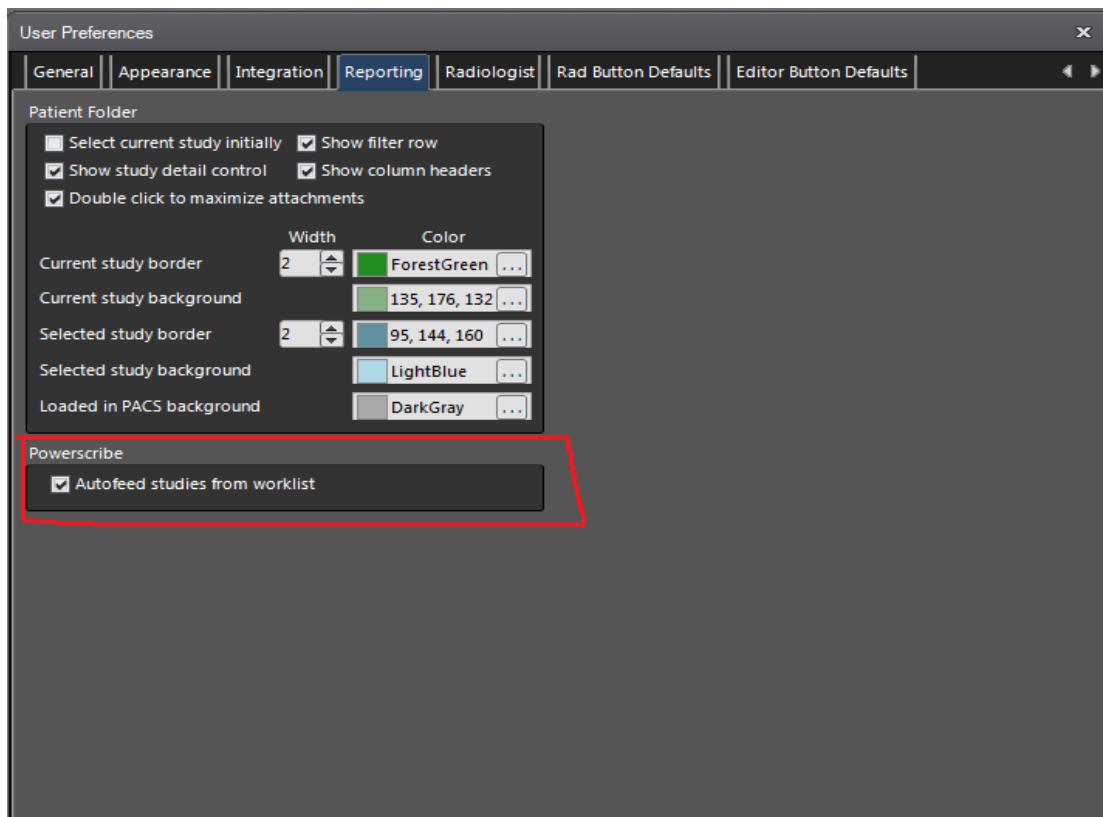 User Preferences
General Appearance Integration Reporting Radiologist Rad Button Defaults Editor Button Defaults
Patient Folder
Select current study initially Show filter row
Show study detail control Show column headers
Double click to maximize attachments
Width Color
Current study border 2 ForestGreen ...
Current study background 135, 176, 132 ...
Selected study border 2 95, 144, 160 ...
Selected study background LightBlue ...
Loaded in PACS background DarkGray ...
Powerscribe
Autofeed studies from worklist